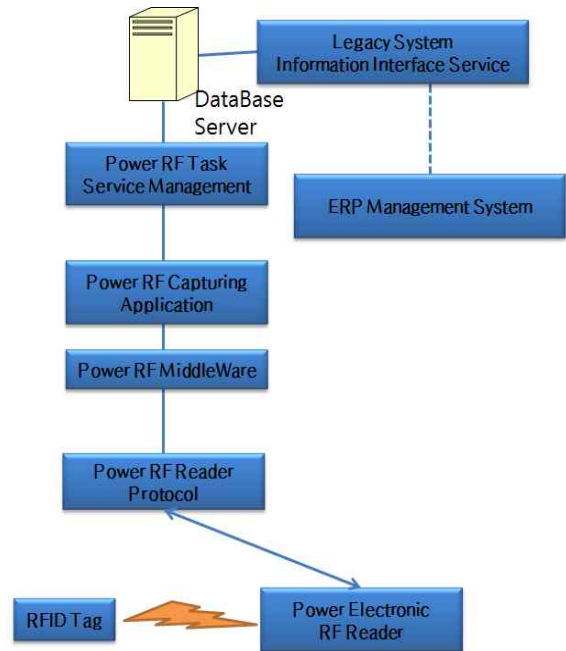 Legacy System
Information Interface Service
DataBase
Server
Power RF Task
Service Management
ERP Management System
Power RF Capturing
Application
Power RF MiddleWare
Power RF Reader
Protocol
RFID Tag
Power Electronic
RF Reader